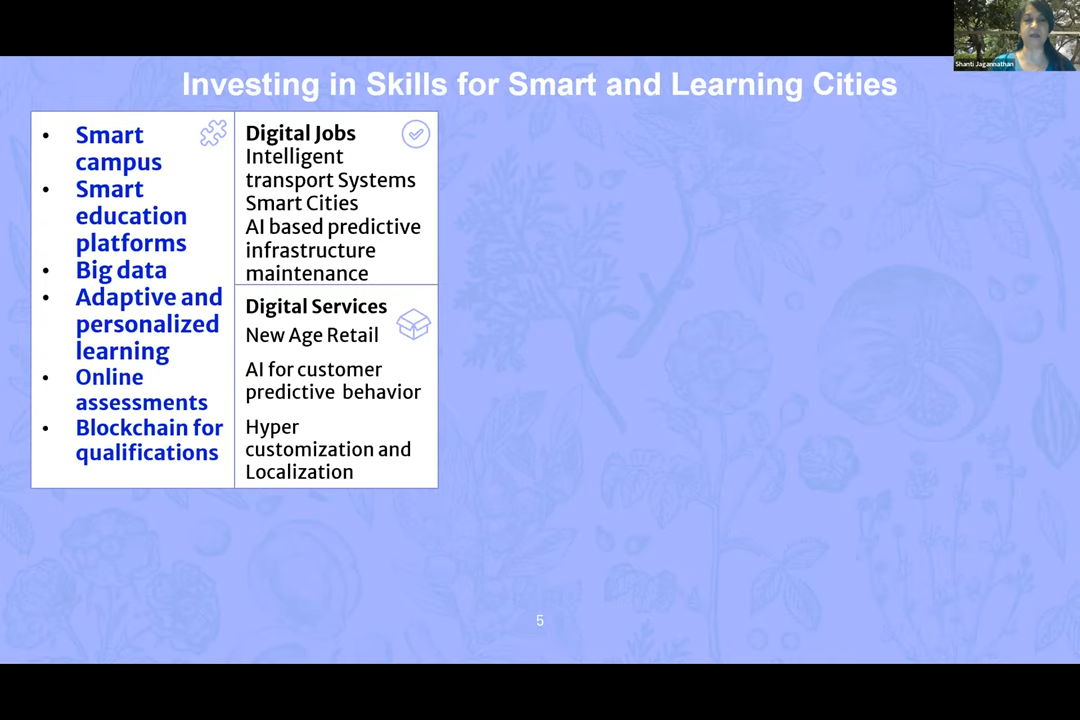 Shanti Jagannathan
Investing in Skills for Smart and Learning Cities
• Smart
campus
• Smart
education
platforms
• Big data
• Adaptive and
personalized
learning
• Online
assessments
• Blockchain for
qualifications
Digital Jobs
Intelligent
transport Systems
Smart Cities
AI based predictive
infrastructure
maintenance
Digital Services
New Age Retail
AI for customer
predictive behavior
Hyper
customization and
Localization
5